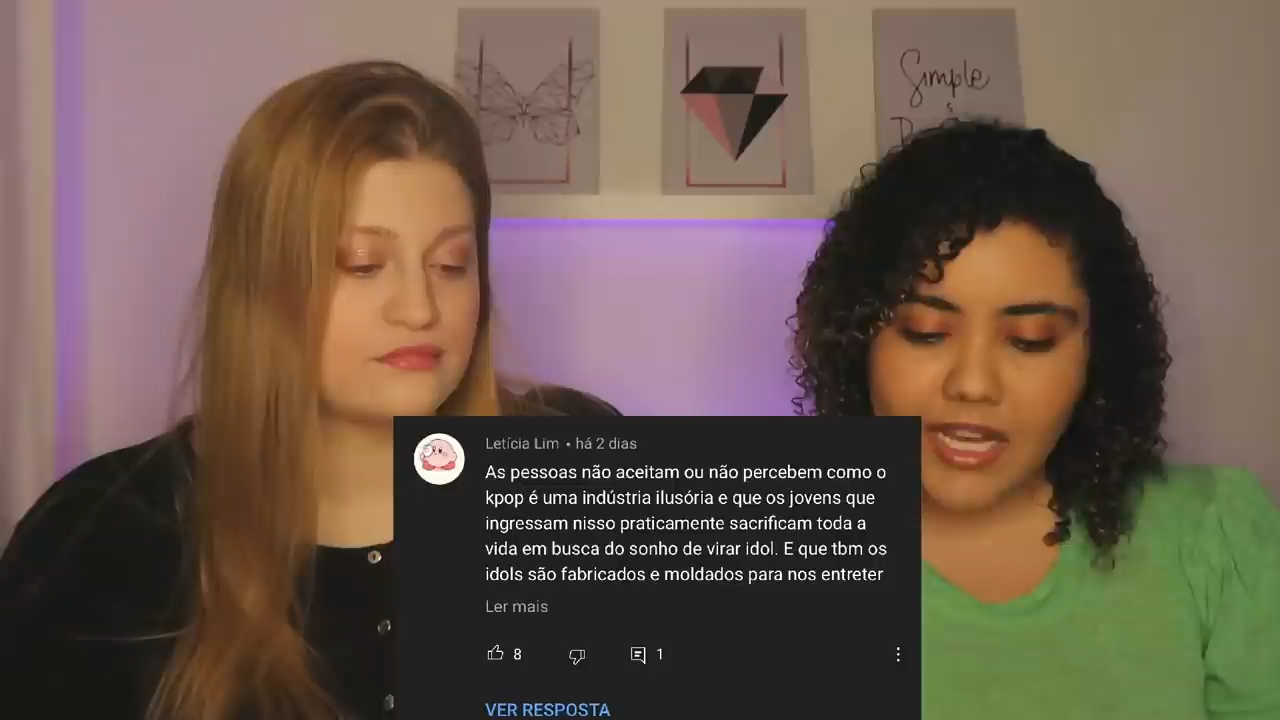 Simple
&
Letícia Lim • há 2 dias
As pessoas não aceitam ou não percebem como o
kpop é uma indústria ilusória e que os jovens que
ingressam nisso praticamente sacrificam toda a
vida em busca do sonho de virar idol. E que tbm os
idols são fabricados e moldados para nos entreter
Ler mais
8
1
VER RESPOSTA